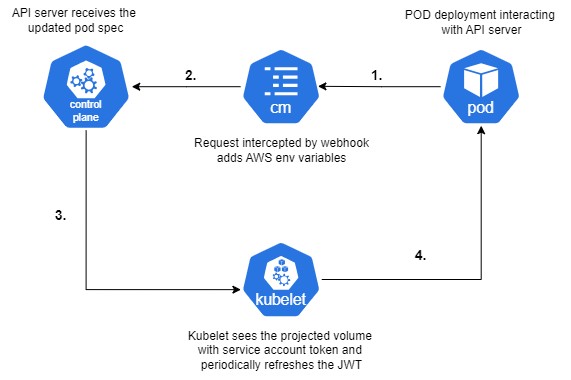 API server receives the
updated pod spec
POD deployment interacting
with API server
2.
1.
control
plane
cm
pod
Request intercepted by webhook
adds AWS env variables
3.
4.
kubelet
Kubelet sees the projected volume
with service account token and
periodically refreshes the JWT